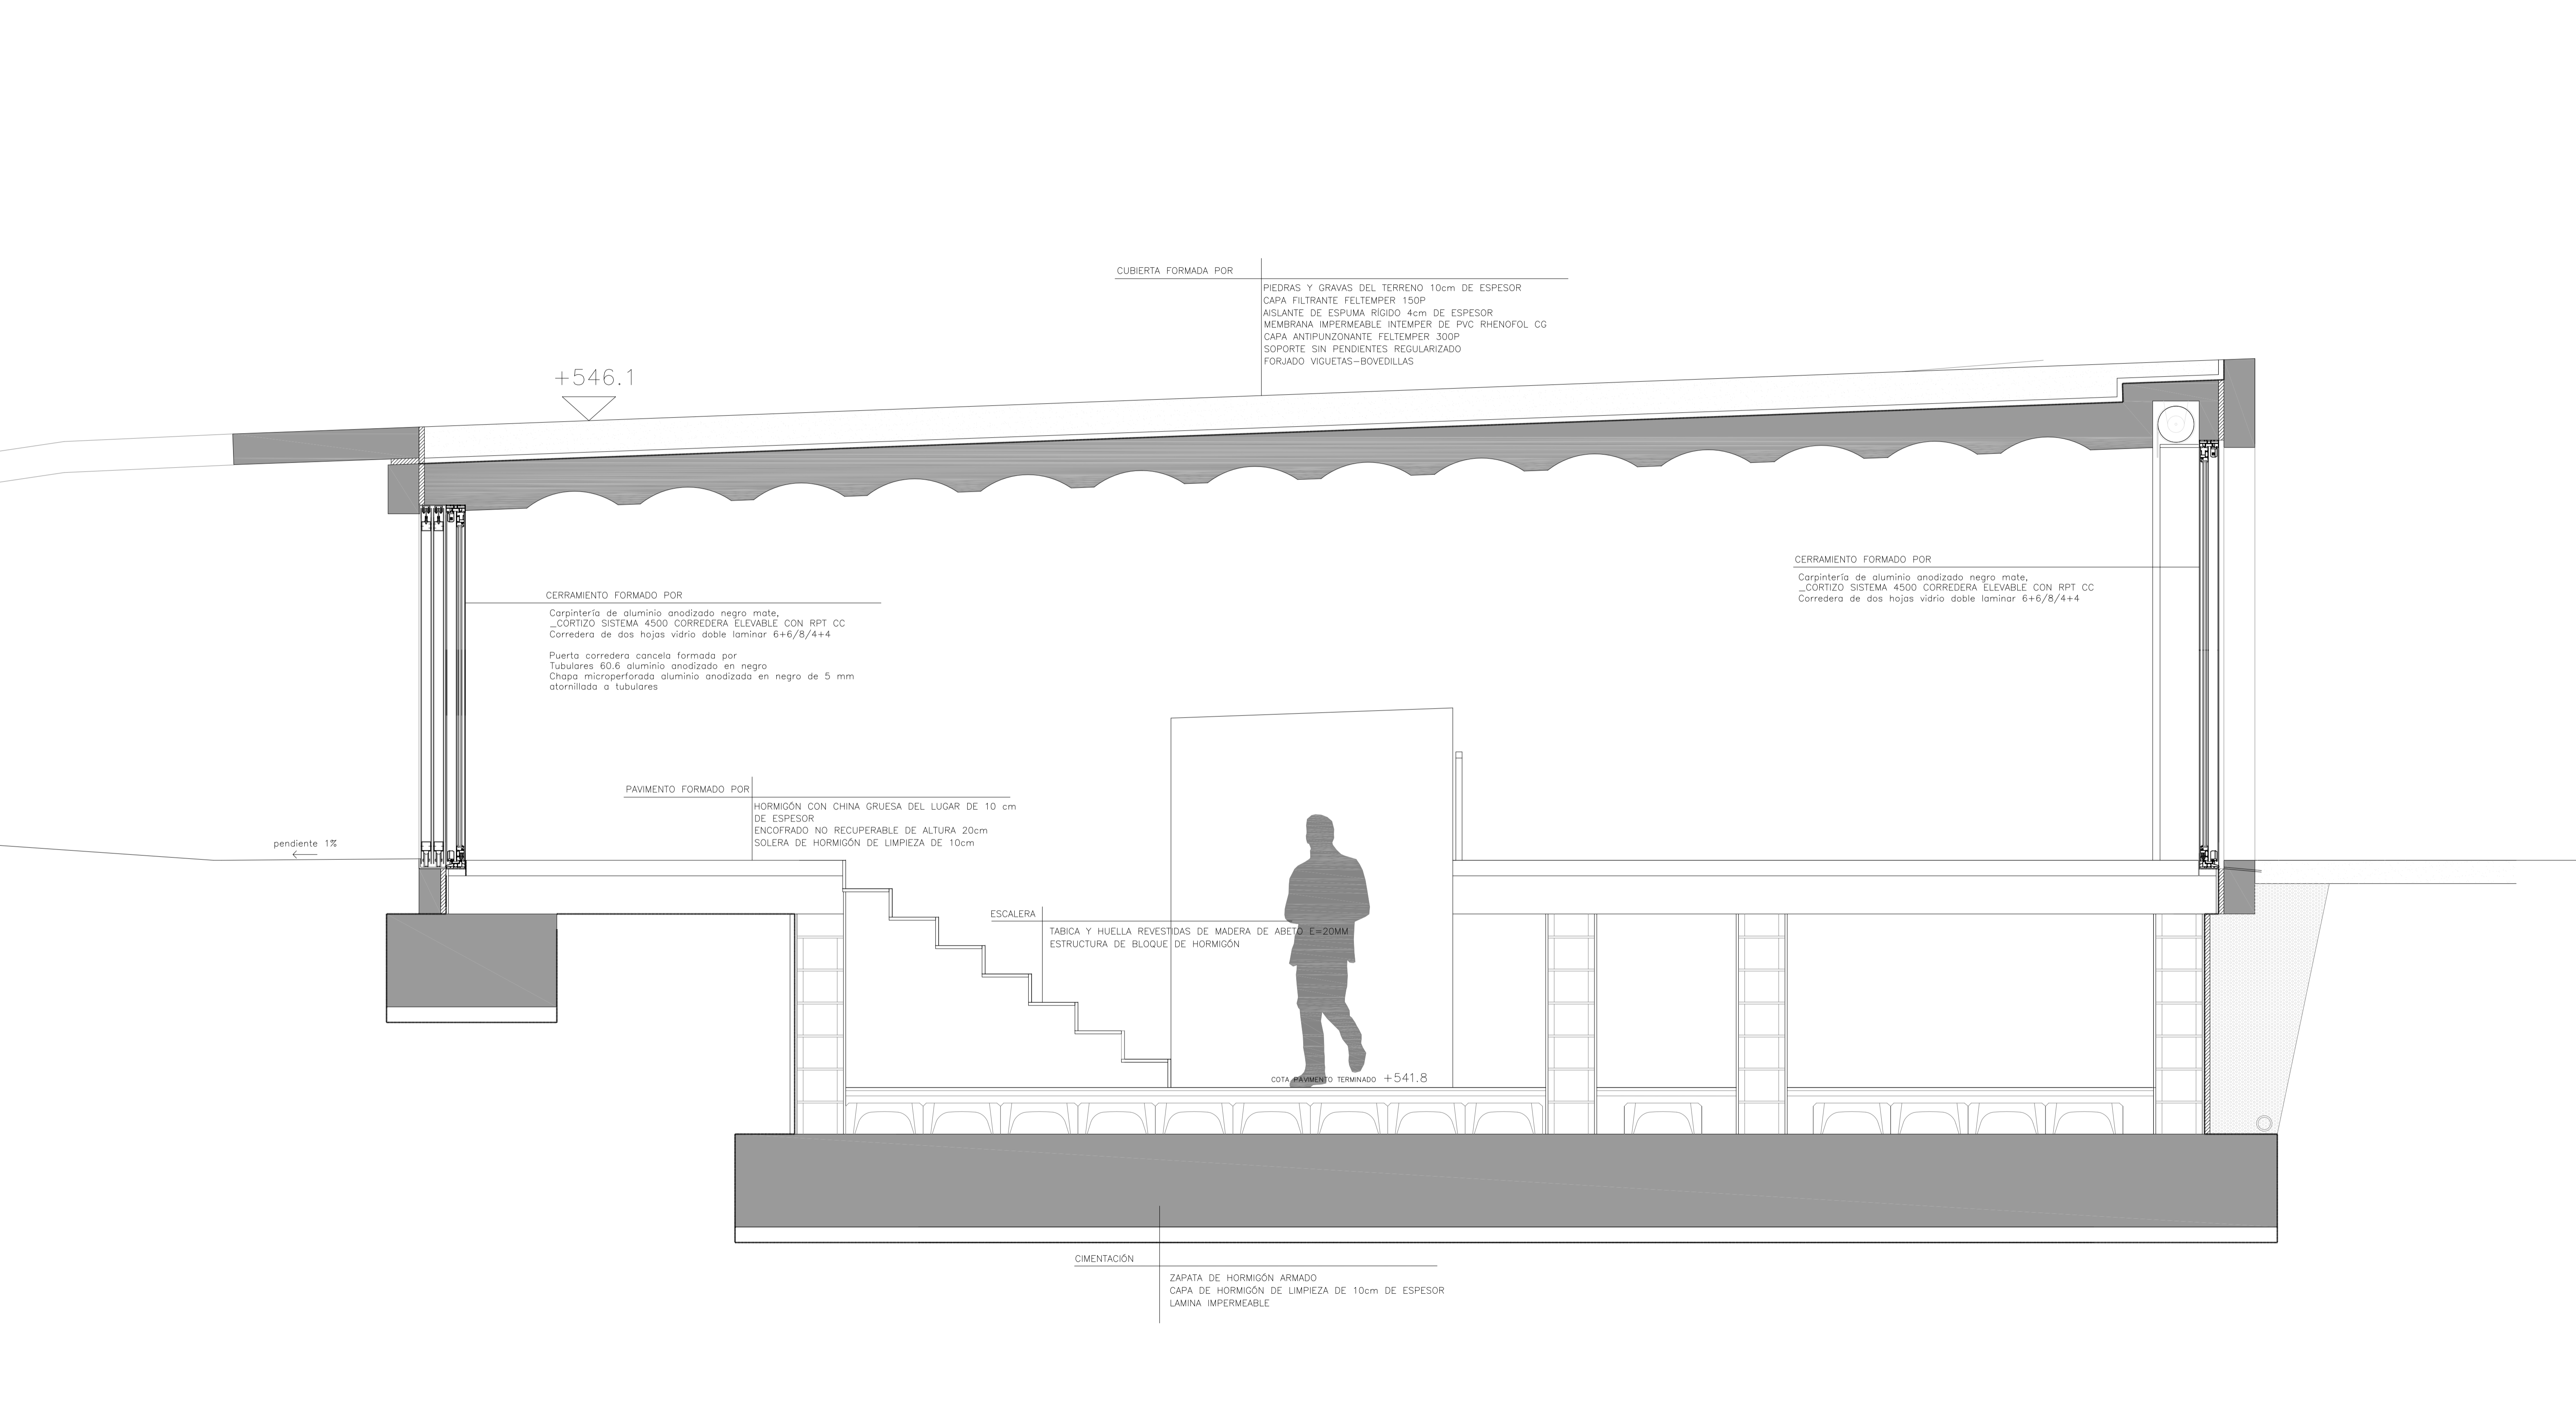 CUBIERTA FORMADA POR
PIEDRAS Y GRAVAS DEL TERRENO 10cm DE ESPESOR
CAPA FILTRANTE FELTEMPER 150P
AISLANTE DE ESPUMA RÍGIDO 4cm DE ESPESOR
MEMBRANA IMPERMEABLE INTEMPER DE PVC RHENOFOL CG
CAPA ANTIPUNZONANTE FELTEMPER 300P
SOPORTE SIN PENDIENTES REGULARIZADO
FORJADO VIGUETAS-BOVEDILLAS
+546.1
CERRAMIENTO FORMADO POR
Carpintería de aluminio anodizado negro mate,
_CORTIZO SISTEMA 4500 CORREDERA ELEVABLE CON RPT CC
Corredera de dos hojas vidrio doble laminar 6+6/8/4+4
CERRAMIENTO FORMADO POR
Carpintería de aluminio anodizado negro mate,
_CORTIZO SISTEMA 4500 CORREDERA ELEVABLE CON RPT CC
Corredera de dos hojas vidrio doble laminar 6+6/8/4+4
Puerta corredera cancela formada por
Tubulares 60.6 aluminio anodizado en negro
Chapa microperforada aluminio anodizada en negro de 5 mm
atornillada a tubulares
PAVIMENTO FORMADO POR
HORMIGÓN CON CHINA GRUESA DEL LUGAR DE 10 cm
DE ESPESOR
ENCOFRADO NO RECUPERABLE DE ALTURA 20cm
SOLERA DE HORMIGÓN DE LIMPIEZA DE 10cm
pendiente 1%
ESCALERA
TABICA Y HUELLA REVESTIDAS DE MADERA DE ABETO E=20MM
ESTRUCTURA DE BLOQUE DE HORMIGÓN
COTA PAVIMENTO TERMINADO +541.8
CIMENTACIÓN
ZAPATA DE HORMIGÓN ARMADO
CAPA DE HORMIGÓN DE LIMPIEZA DE 10cm DE ESPESOR
LAMINA IMPERMEABLE